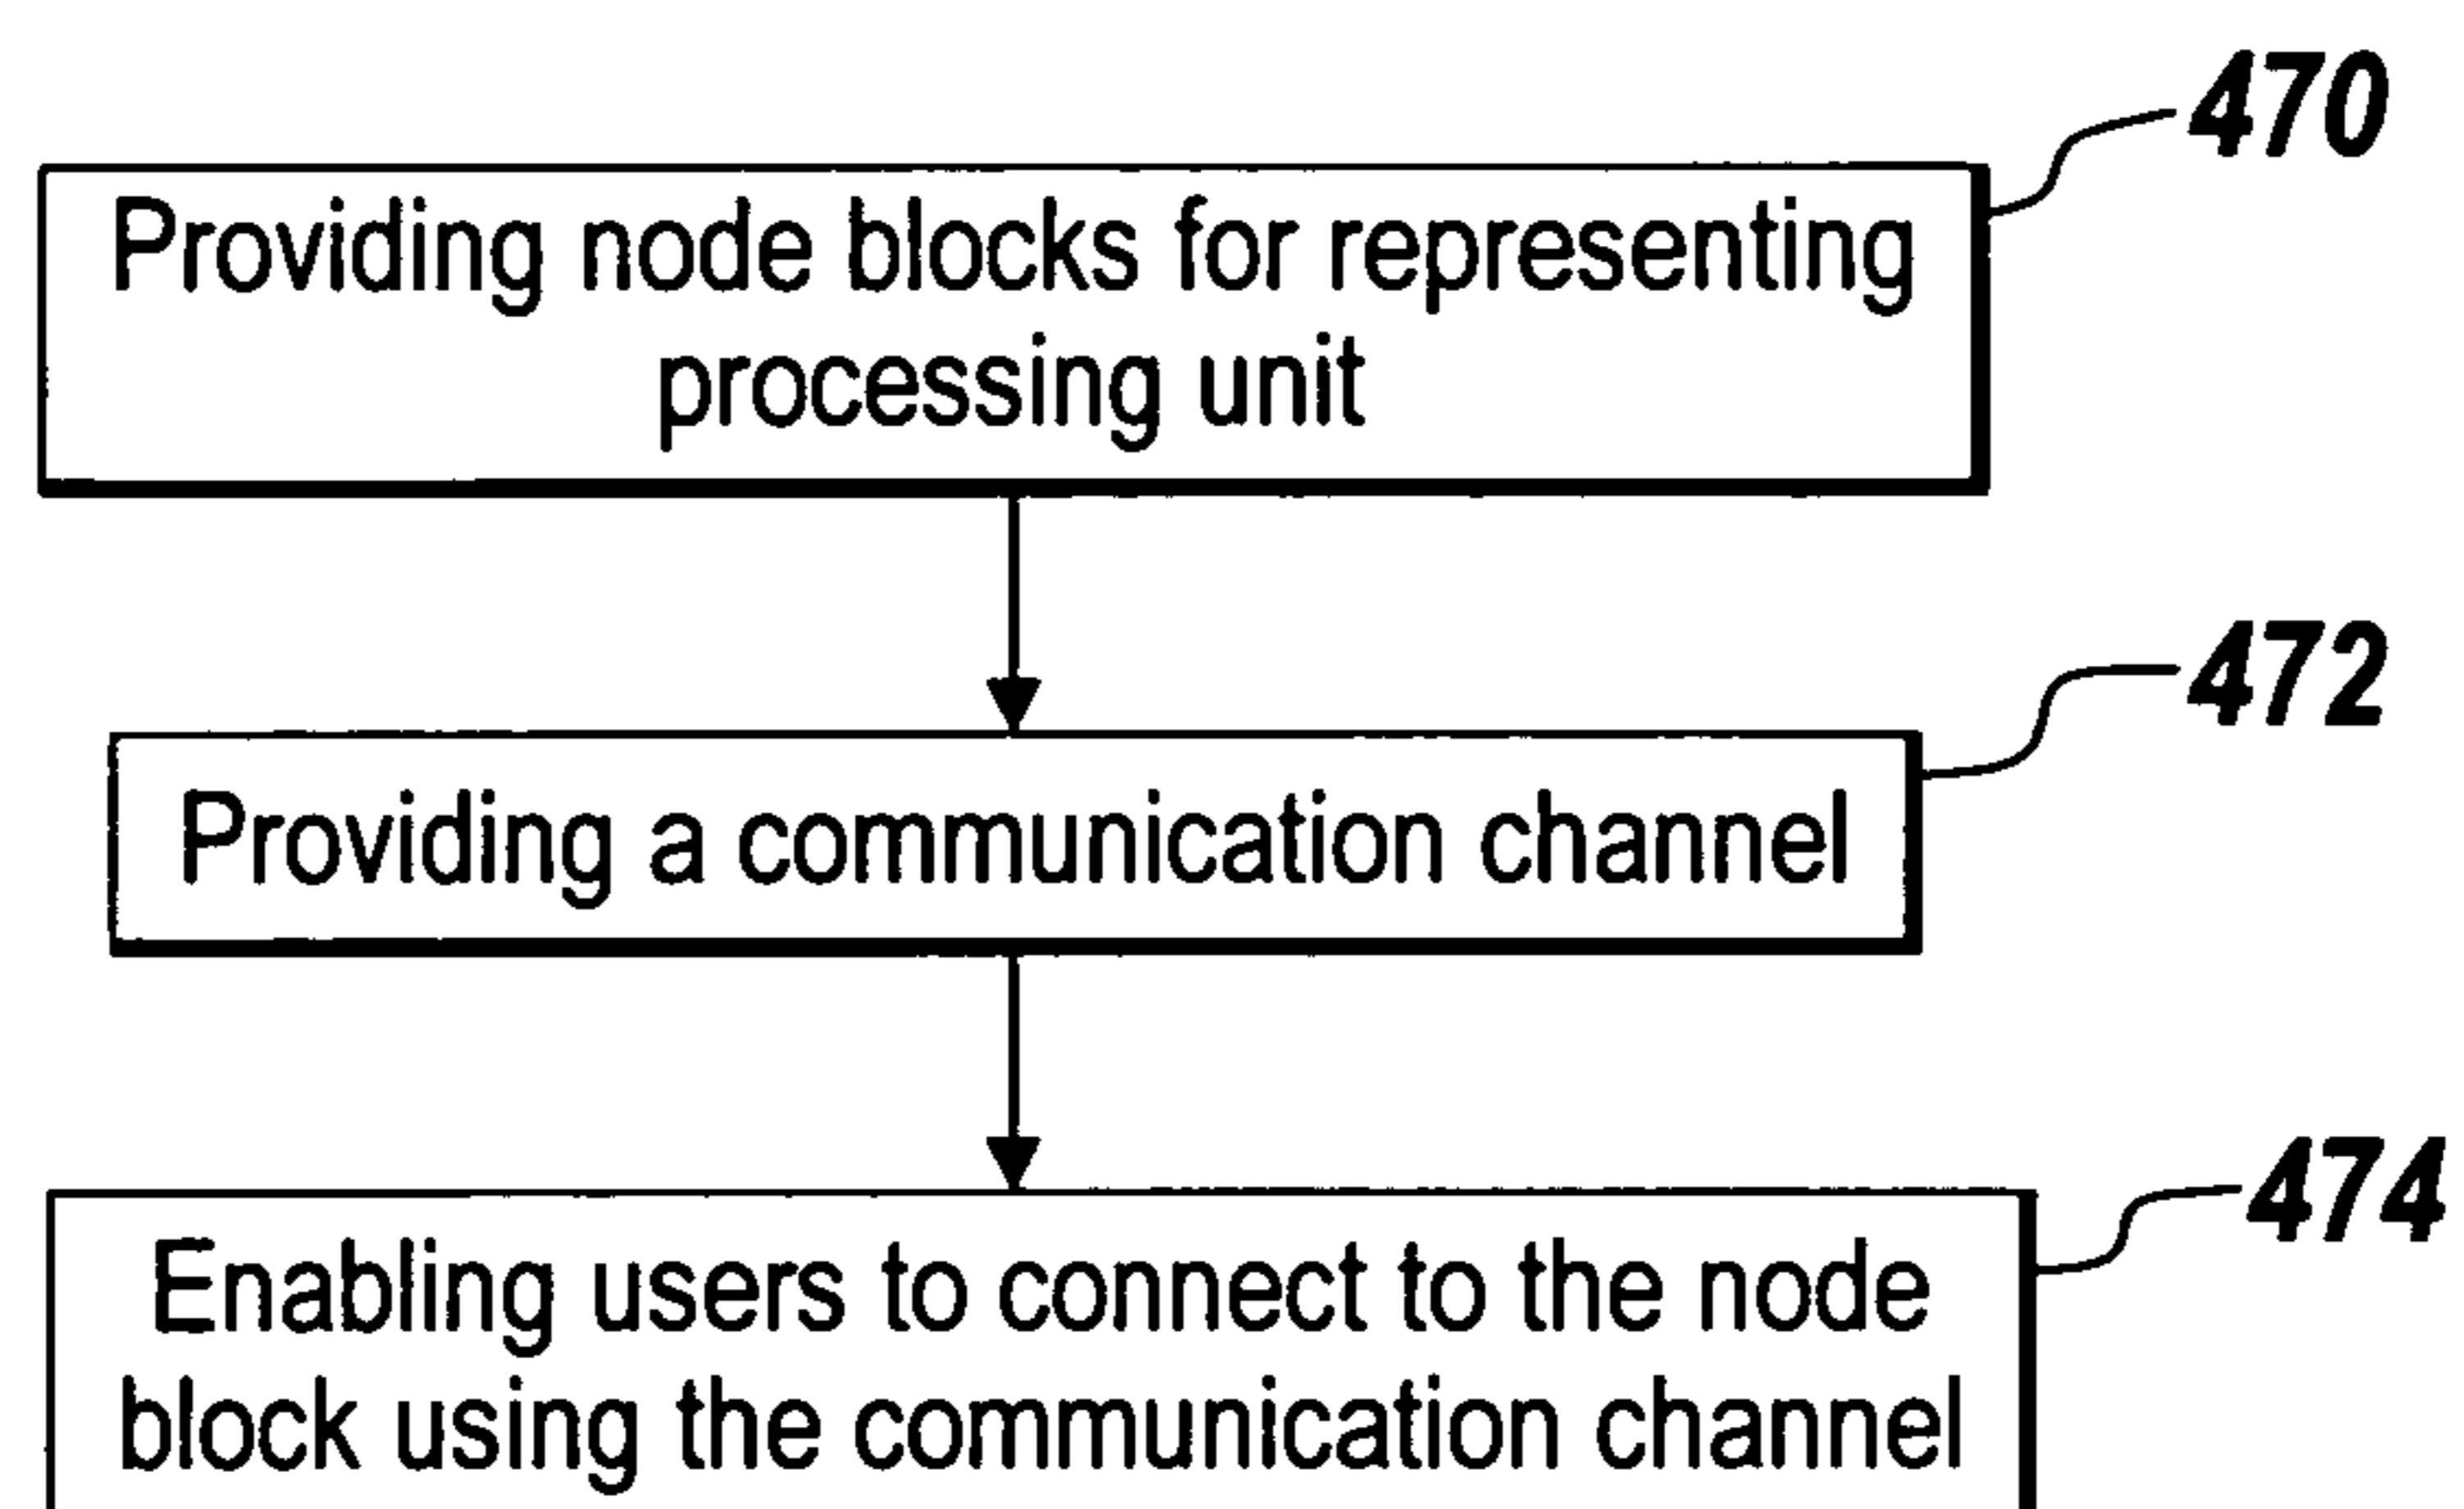 470
Providing node blocks for representing
processing unit
472
Providing a communication channel
474
Enabling users to connect to the node
block using the communication channel